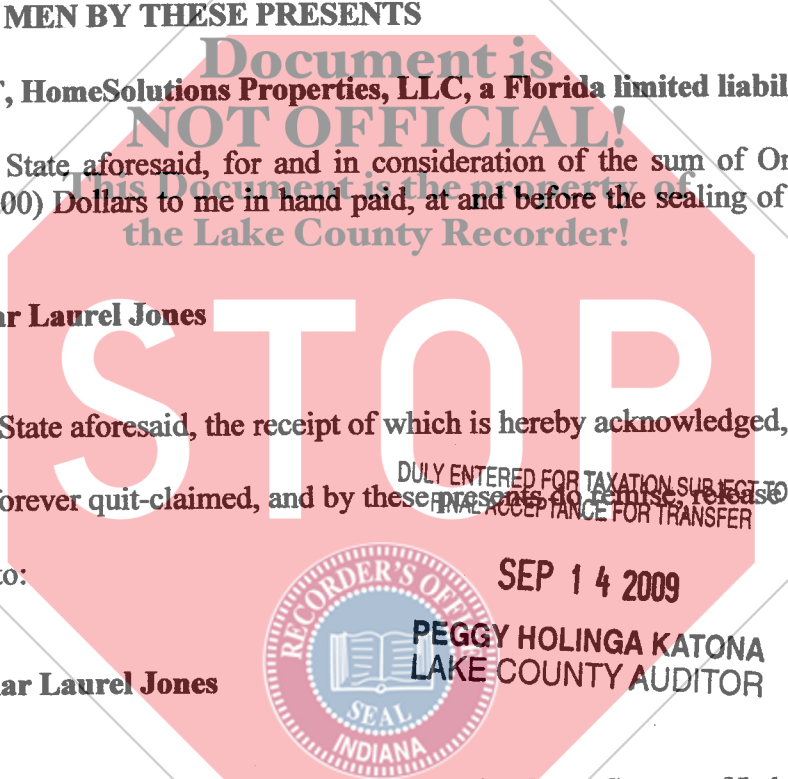 MEN BY THESE PRESENTS
Document is
, HomeSolutions Properties, LLC, a Florida limited liabil
NOT OFFICIAL!
State aforesaid, for and in consideration of the sum of Or
This Document is the property of
00) Dollars to me in hand paid, at and before the sealing of
the Lake County Recorder!
ar Laurel Jones
STOP
State aforesaid, the receipt of which is hereby acknowledged,
DULY ENTERED FOR TAXATION SUBJECT TO
orever quit-claimed, and by these presents do remise, release
FINAL ACCEPTANCE FOR TRANSFER
to:
SEP 14 2009
PEGGY HOLINGA KATONA
LAKE COUNTY AUDITOR
ar Laurel Jones
RECORDER'S OFFICE
SEAL
INDIANA